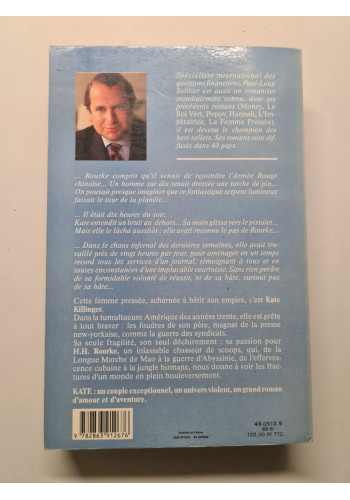 Spécialiste international des
questions financières, Paul-Loup
Sulitzer est aussi un romancier
mondialement connu. Avec ses
précédents romans (Money, Le
Roi Vert, Popov, Hannah, L'Im-
pératrice, La Femme Pressée),
il est devenu le champion des
best-sellers. Ses romans sont dif-
fusés dans 40 pays.
... Rourke comprit qu'il venait de rejoindre l'Armée Rouge
chinoise... Un homme sur dix tenait dressée une torche de pin...
On pouvait presque imaginer que ce fantastique serpent lumineux
faisait le tour de la planète...
... Il était dix heures du soir.
Kate entendit un bruit au dehors... Sa main glissa vers le pistolet...
Mais elle le lâcha aussitôt ; elle avait reconnu le pas de Rourke...
... Dans le chaos infernal des dernières semaines, elle avait tra-
vaillé près de vingt heures par jour, pour aménager en un temps
record tous les services d'un journal, témoignant à tous et en
toutes circonstances d'une implacable courtoisie. Sans rien perdre
de sa formidable volonté de réussir, ni de sa hâte, surtout pas
de sa hâte...
Cette femme pressée, acharnée à bâtir son empire, c'est Kate
Killinger.
Dans la tumultueuse Amérique des années trente, elle est prête
à tout braver : les foudres de son père, magnat de la presse
new-yorkaise, comme la guerre des syndicats.
Sa seule fragilité, son seul déchirement : sa passion pour
H.H. Rourke, un inlassable chasseur de scoops, qui, de la
Longue Marche de Mao à la guerre d'Abyssinie, de l'efferves-
cence cubaine à la jungle birmane, nous donne à voir les frac-
tures d'un monde en plein bouleversement.
KATE : un couple exceptionnel, un univers violent, un grand roman
d'amour et d'aventure.
9 782863 912676
49.0513.9
120,00 FF TTC